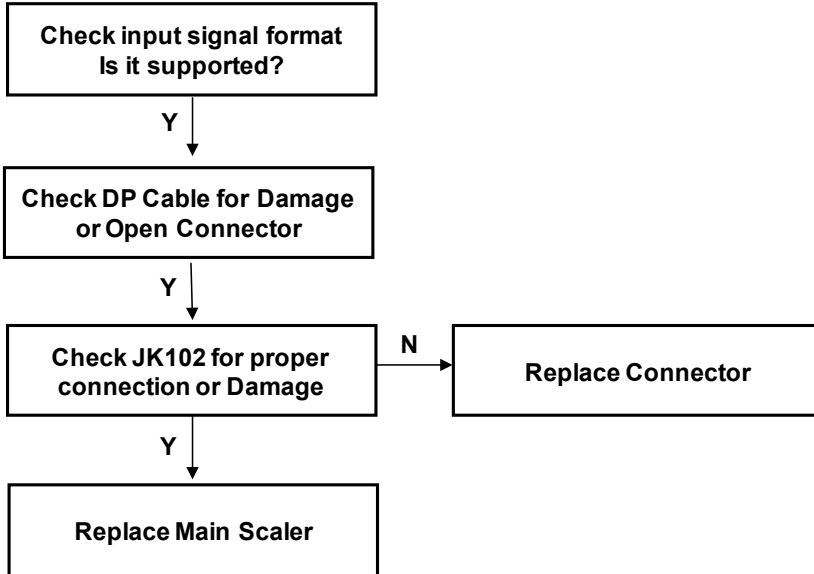 Check input signal format
Is it supported?
Y
Check DP Cable for Damage
or Open Connector
Y
Check JK102 for proper
connection or Damage
N
Replace Connector
Y
Replace Main Scaler